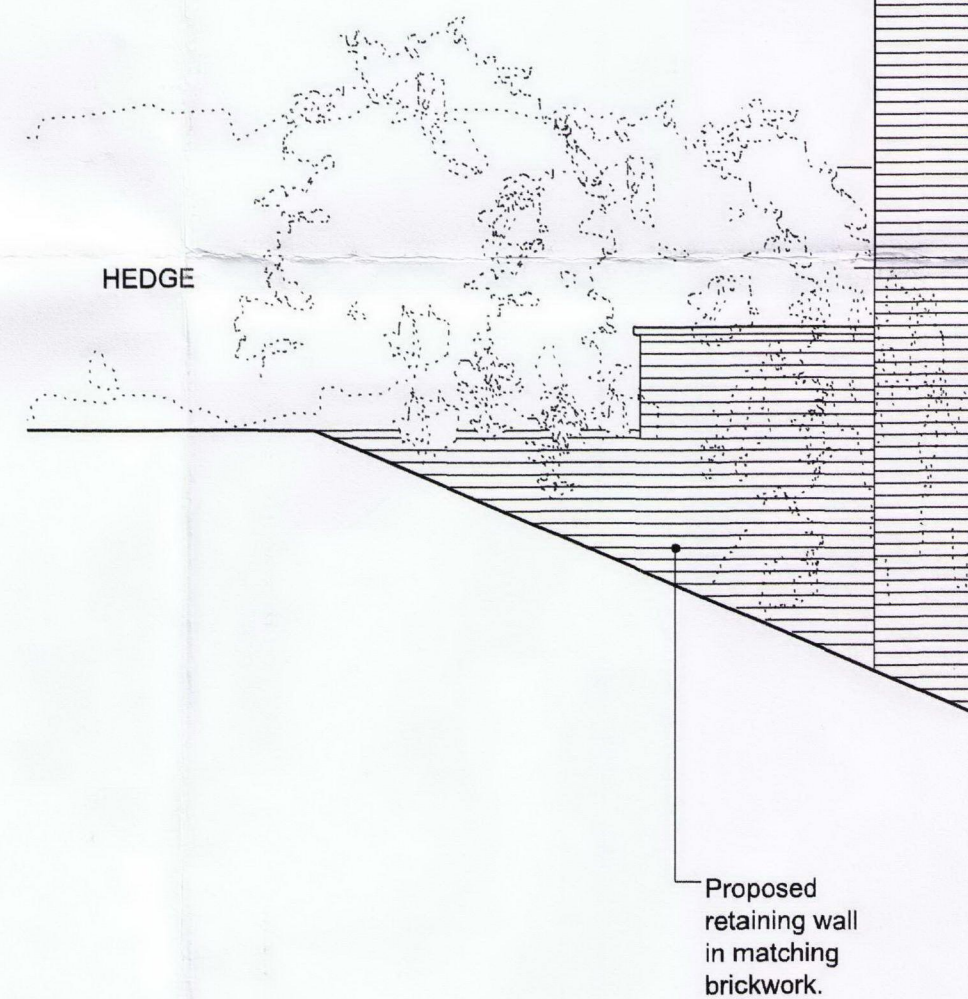 HEDGE
Proposed
retaining wall
in matching
brickwork.